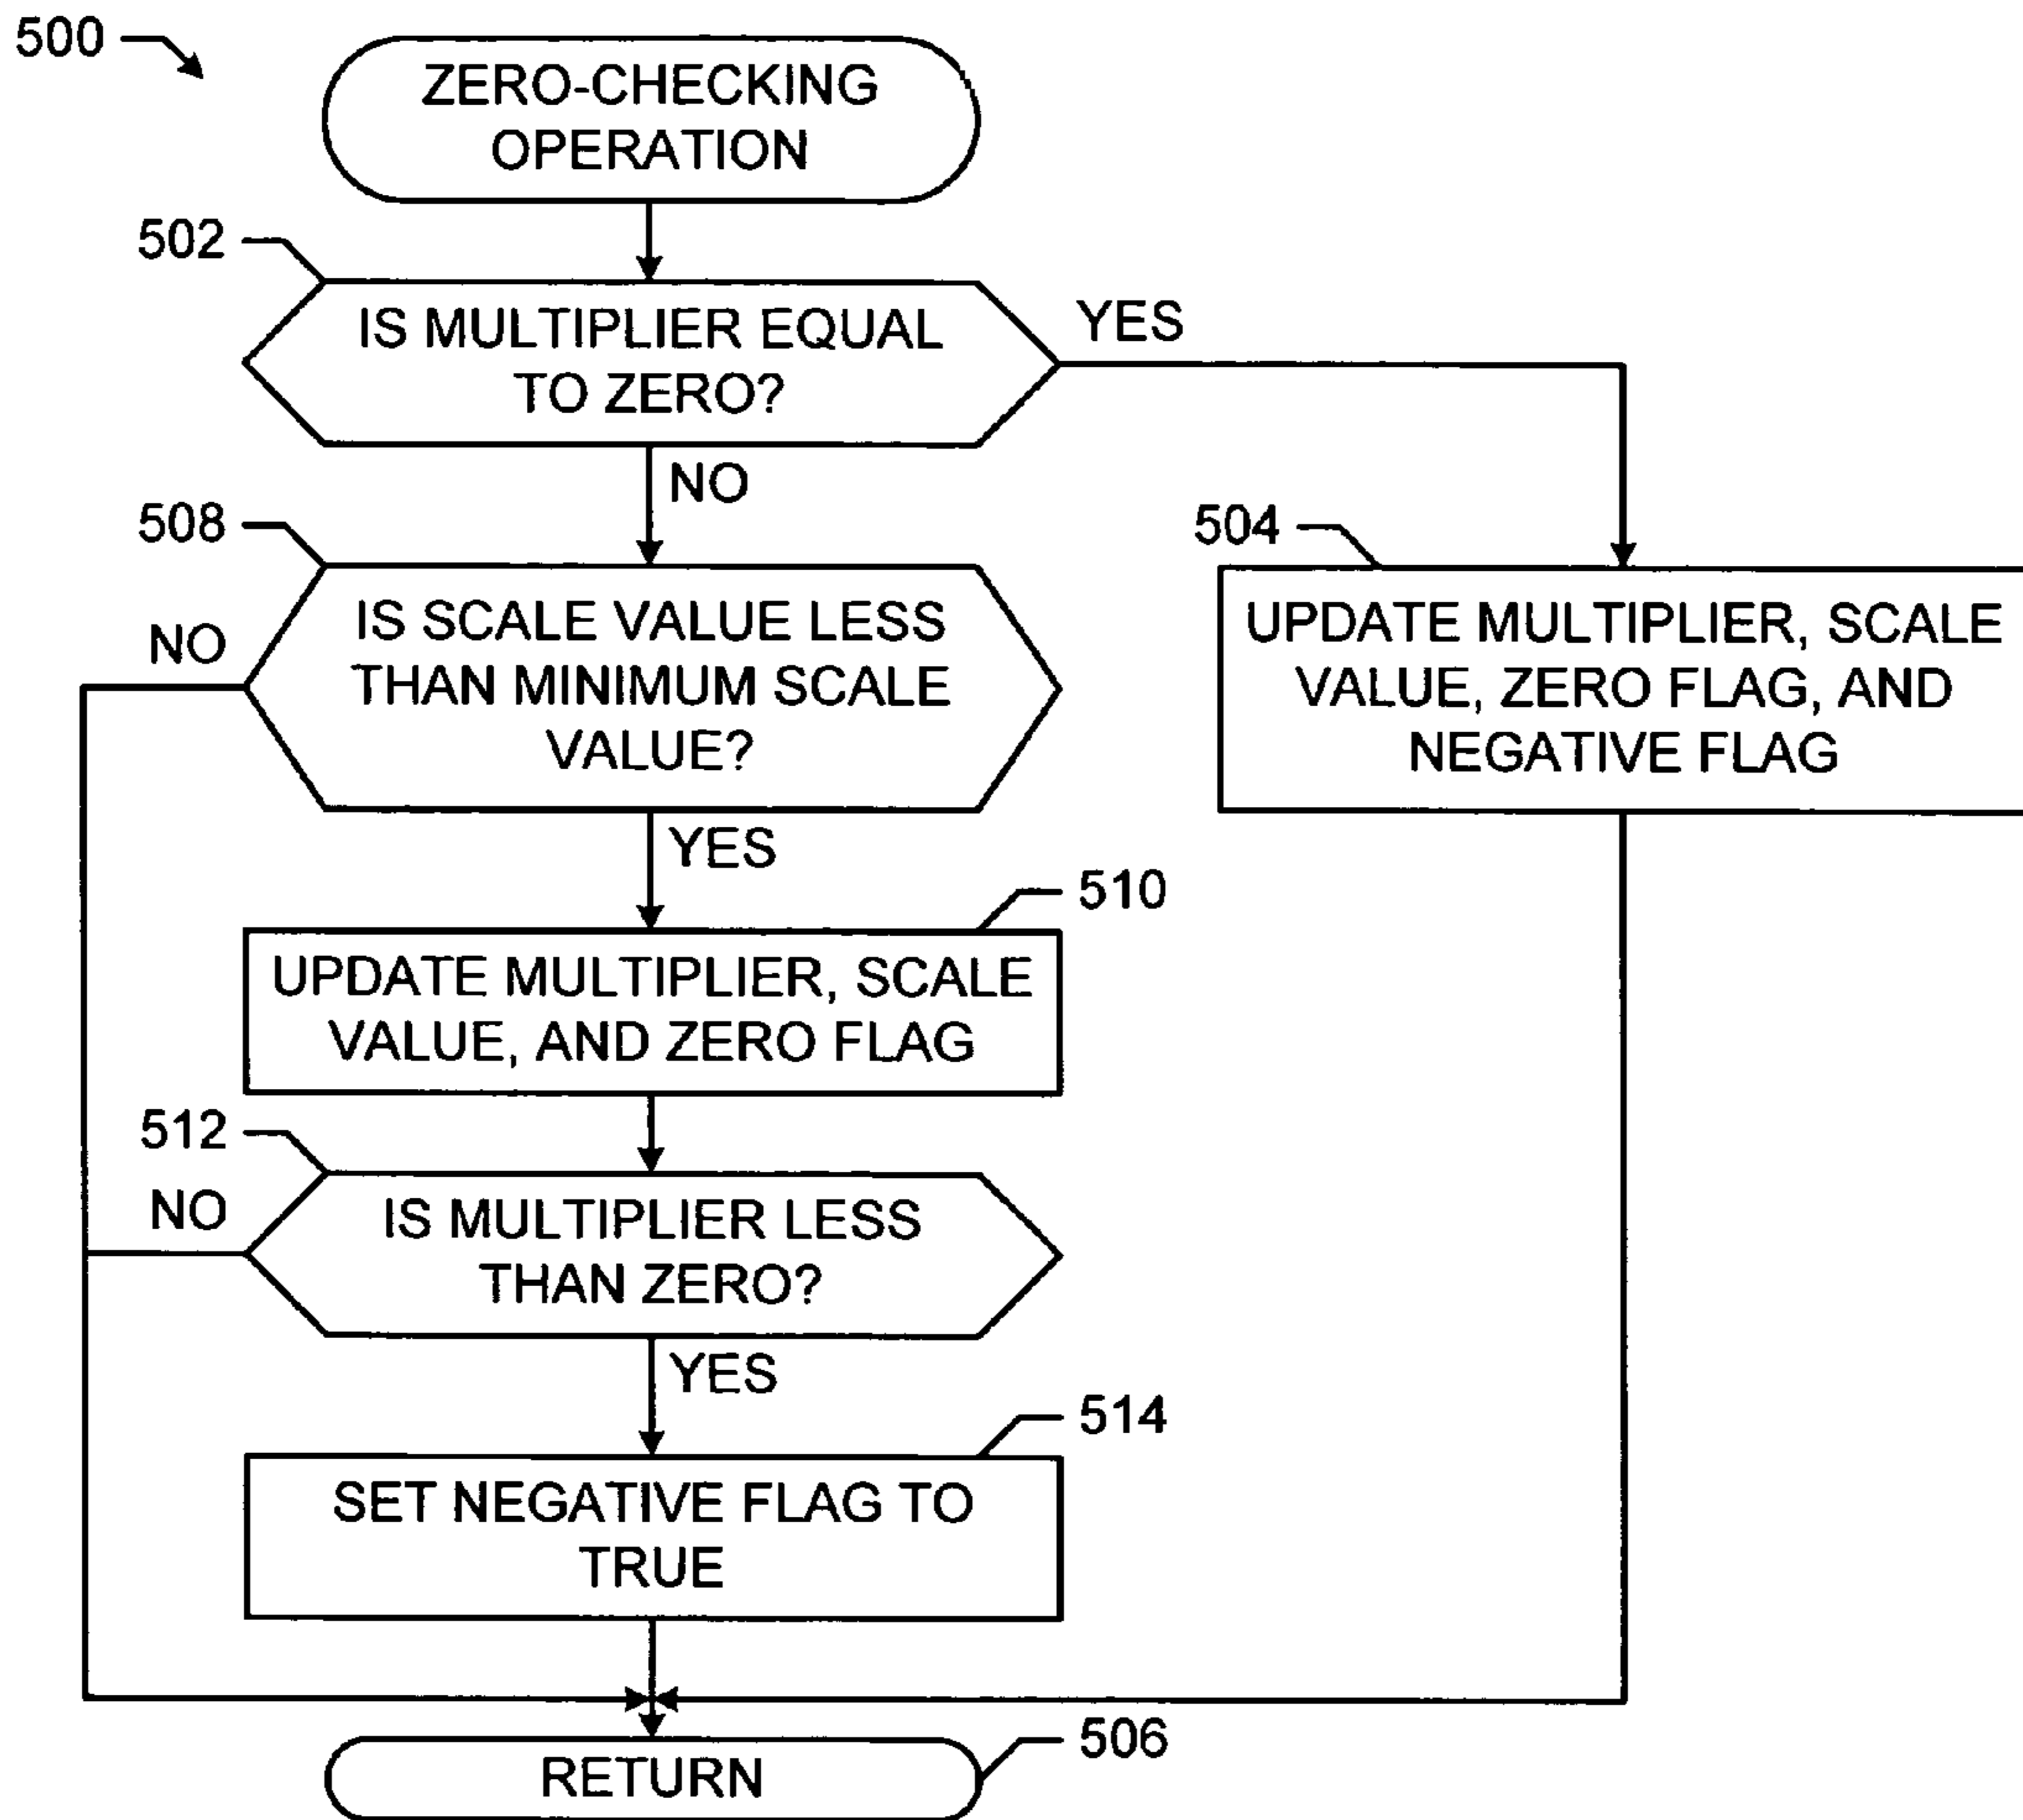 500
ZERO-CHECKING
OPERATION
502
IS MULTIPLIER EQUAL
TO ZERO?
YES
NO
508
504
IS SCALE VALUE LESS
THAN MINIMUM SCALE
VALUE?
NO
UPDATE MULTIPLIER, SCALE
VALUE, ZERO FLAG, AND
NEGATIVE FLAG
YES
510
UPDATE MULTIPLIER, SCALE
VALUE, AND ZERO FLAG
512
NO
IS MULTIPLIER LESS
THAN ZERO?
YES
514
SET NEGATIVE FLAG TO
TRUE
506
RETURN